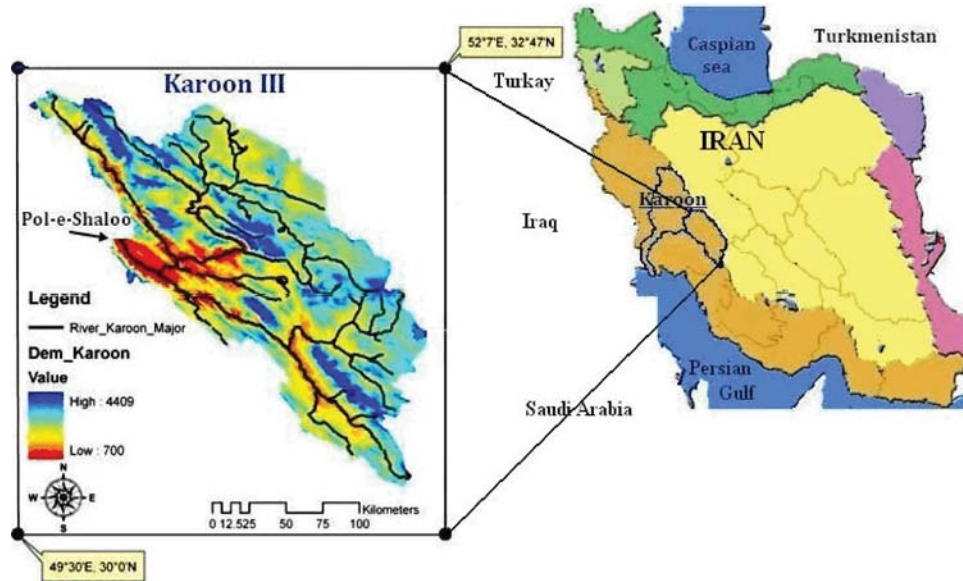 52°7'E, 32°47'N
Karoon III
Pol-e-Shaloo
Legend
River_Karoon_Major
Dem_Karoon
Value
High : 4409
Low : 700
N
W
E
S
Kilometers
0 12.525 50 75 100
49°30'E, 30°0'N
Caspian
sea
Turkmenistan
Turkay
IRAN
Iraq
Karoon
Persian
Gulf
Saudi Arabia